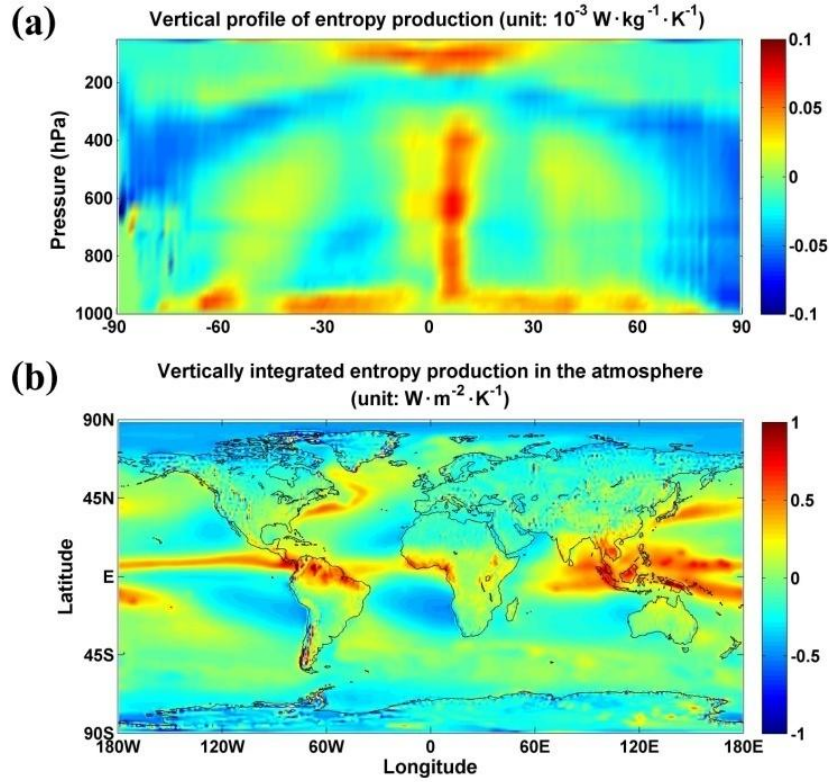 (a)
Vertical profile of entropy production (unit: 10⁻³ W·kg⁻¹·K⁻¹)
Pressure (hPa)
200
400
600
800
1000
-90
-60
-30
0
30
60
90
0.1
0.05
0
-0.05
-0.1
(b)
Vertically integrated entropy production in the atmosphere
(unit: W·m⁻²·K⁻¹)
Latitude
90N
45N
E
45S
90S
180W
120W
60W
0
60E
120E
180E
Longitude
1
0.5
0
-0.5
-1